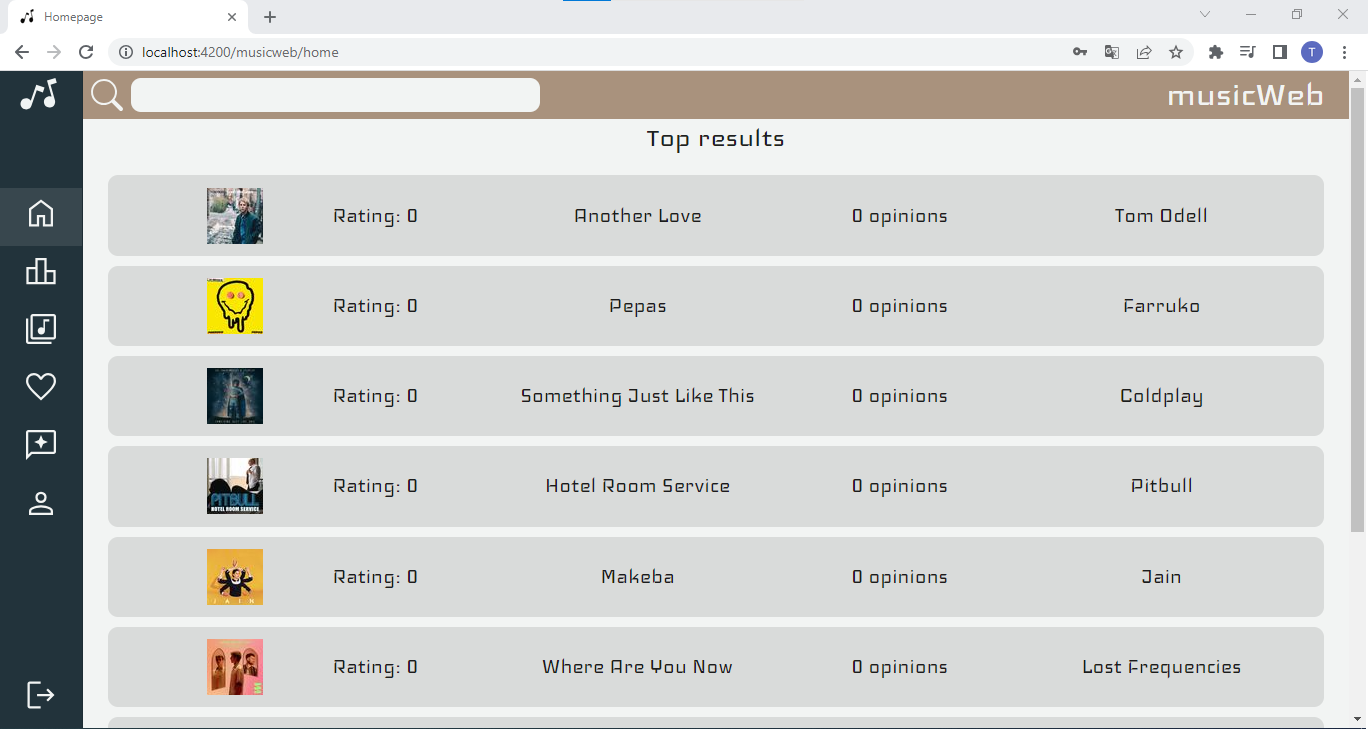 Homepage
localhost:4200/musicweb/home
T
musicWeb
Top results
Rating: 0 Another Love 0 opinions Tom Odell
Rating: 0 Pepas 0 opinions Farruko
Rating: 0 Something Just Like This 0 opinions Coldplay
PITBULL
HOTEL ROOM SERVICE
Rating: 0 Hotel Room Service 0 opinions Pitbull
JAIN
Rating: 0 Makeba 0 opinions Jain
Rating: 0 Where Are You Now 0 opinions Lost Frequencies